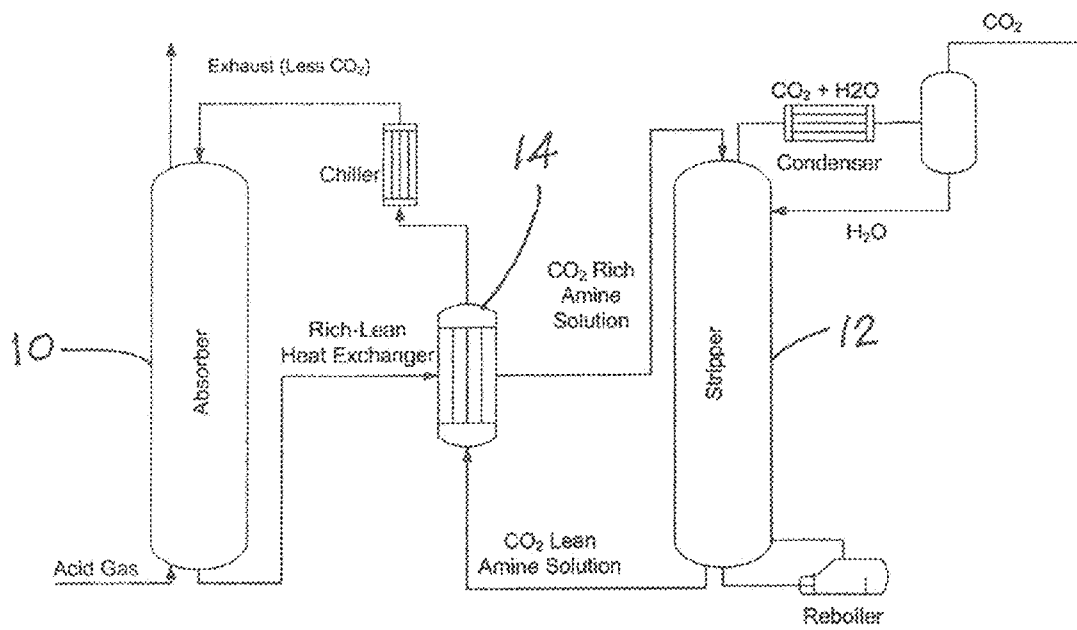 CO₂
Exhaust (Less CO₂)
CO₂ + H2O
Condenser
14
Chiller
H₂O
CO₂ Rich
Amine
Solution
10
Absorber
Rich-Lean
Heat Exchanger
Stripper
12
Acid Gas
CO₂ Lean
Amine Solution
Reboiler